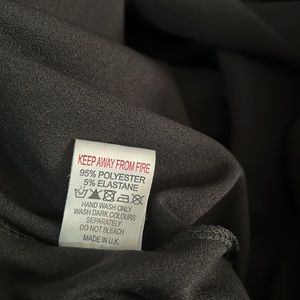 KEEP AWAY FROM FIRE
95% POLYESTER
5% ELASTANE
HAND WASH ONLY
WASH DARK COLOURS
SEPARATELY
DO NOT BLEACH
MADE IN U.K.